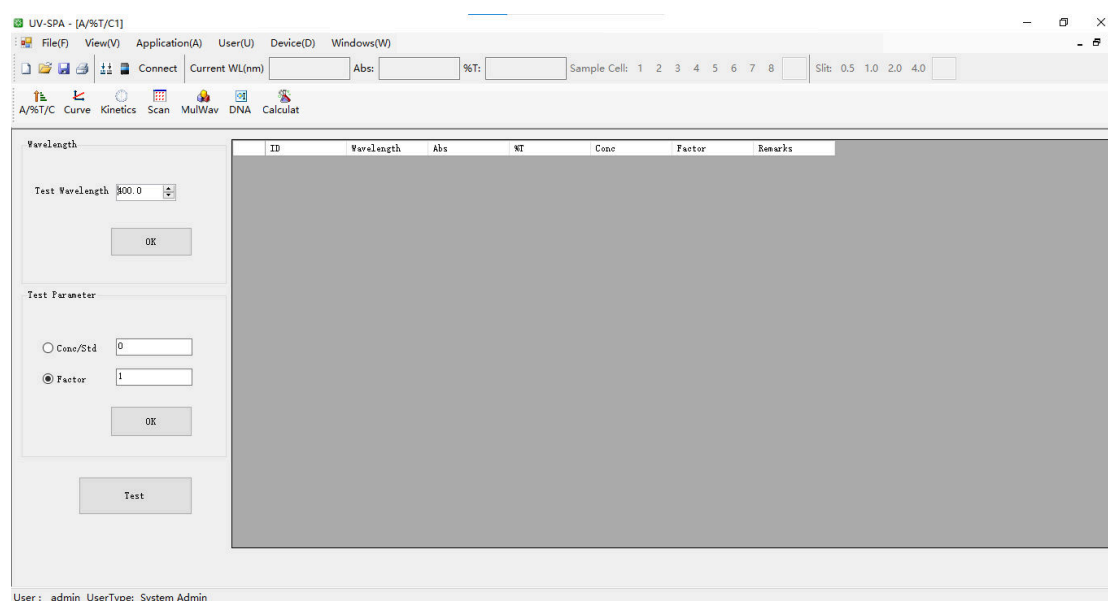 UV-SPA - [A/%T/C1]
File(F) View(V) Application(A) User(U) Device(D) Windows(W)
Connect Current WL(nm) Abs: %T: Sample Cell: 1 2 3 4 5 6 7 8 Slit: 0.5 1.0 2.0 4.0
A/%T/C Curve Kinetics Scan MulWav DNA Calculat
Wavelength
ID Wavelength Abs %T Conc Factor Remarks
Test Wavelength 400.0
OK
Test Parameter
Conc/Std 0
Factor 1
OK
Test
User : admin UserType: System Admin